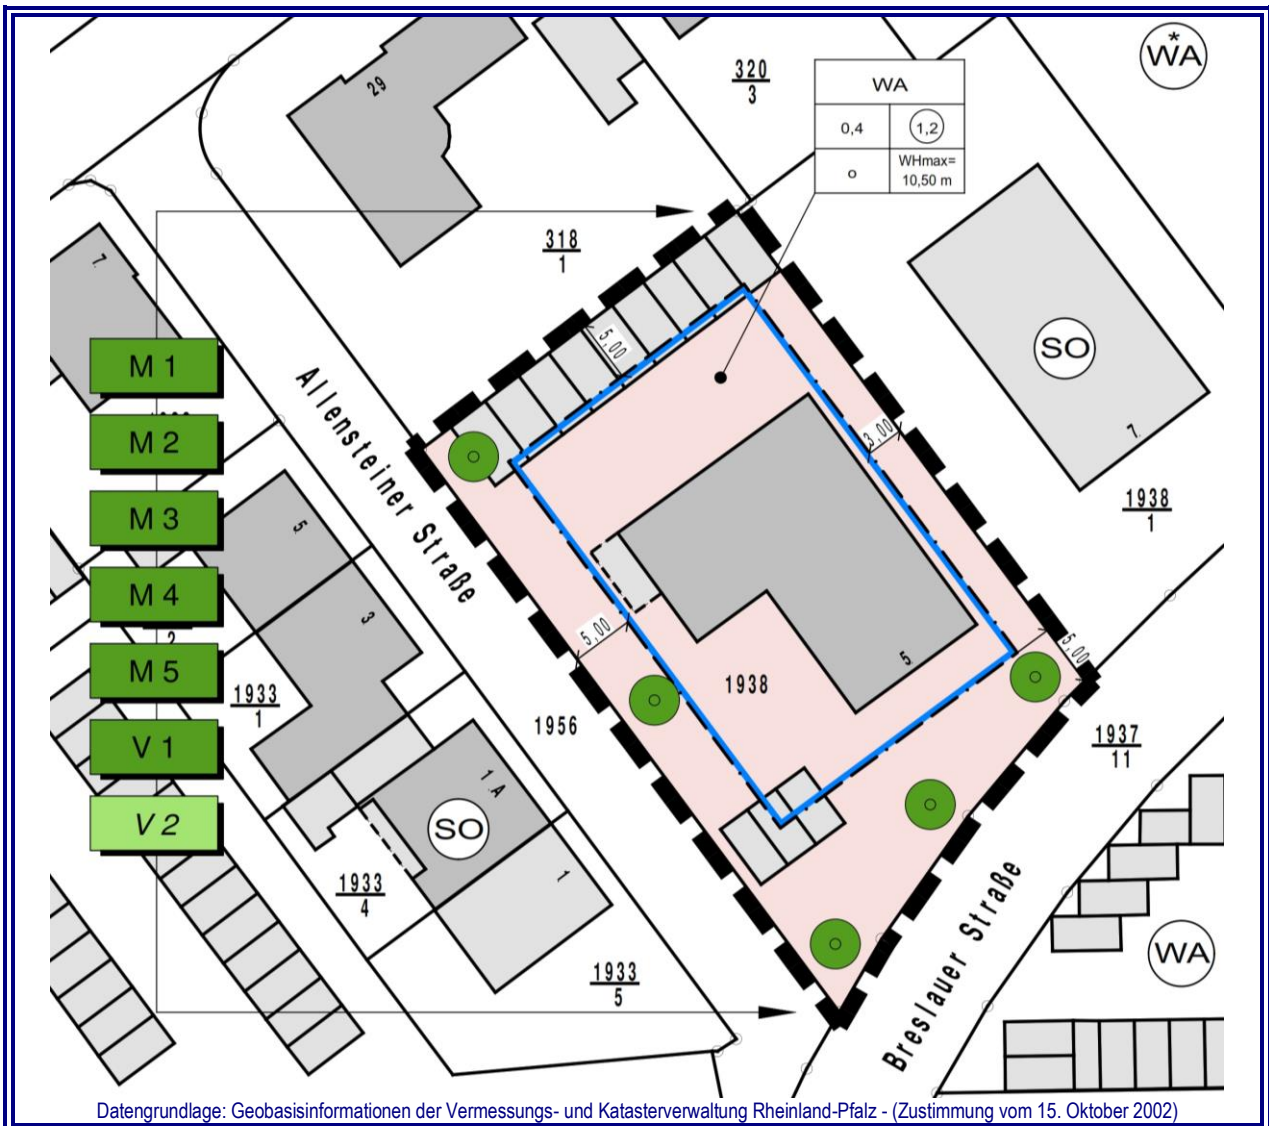 WA*
320
3
WA
0,4
1,2
o
WHmax=
10,50 m
29
318
1
7.
5,00
SO
7.
3,00
Allensteiner Straße
M 1
M 2
M 3
M 4
2
M 5
V 1
V 2
5
3
1938
1
5,00
5,00
5
1938
1933
1
1956
1937
11
1.A
SO
1
1933
4
1933
5
Breslauer Straße
WA
Datengrundlage: Geobasisinformationen der Vermessungs- und Katasterverwaltung Rheinland-Pfalz - (Zustimmung vom 15. Oktober 2002)